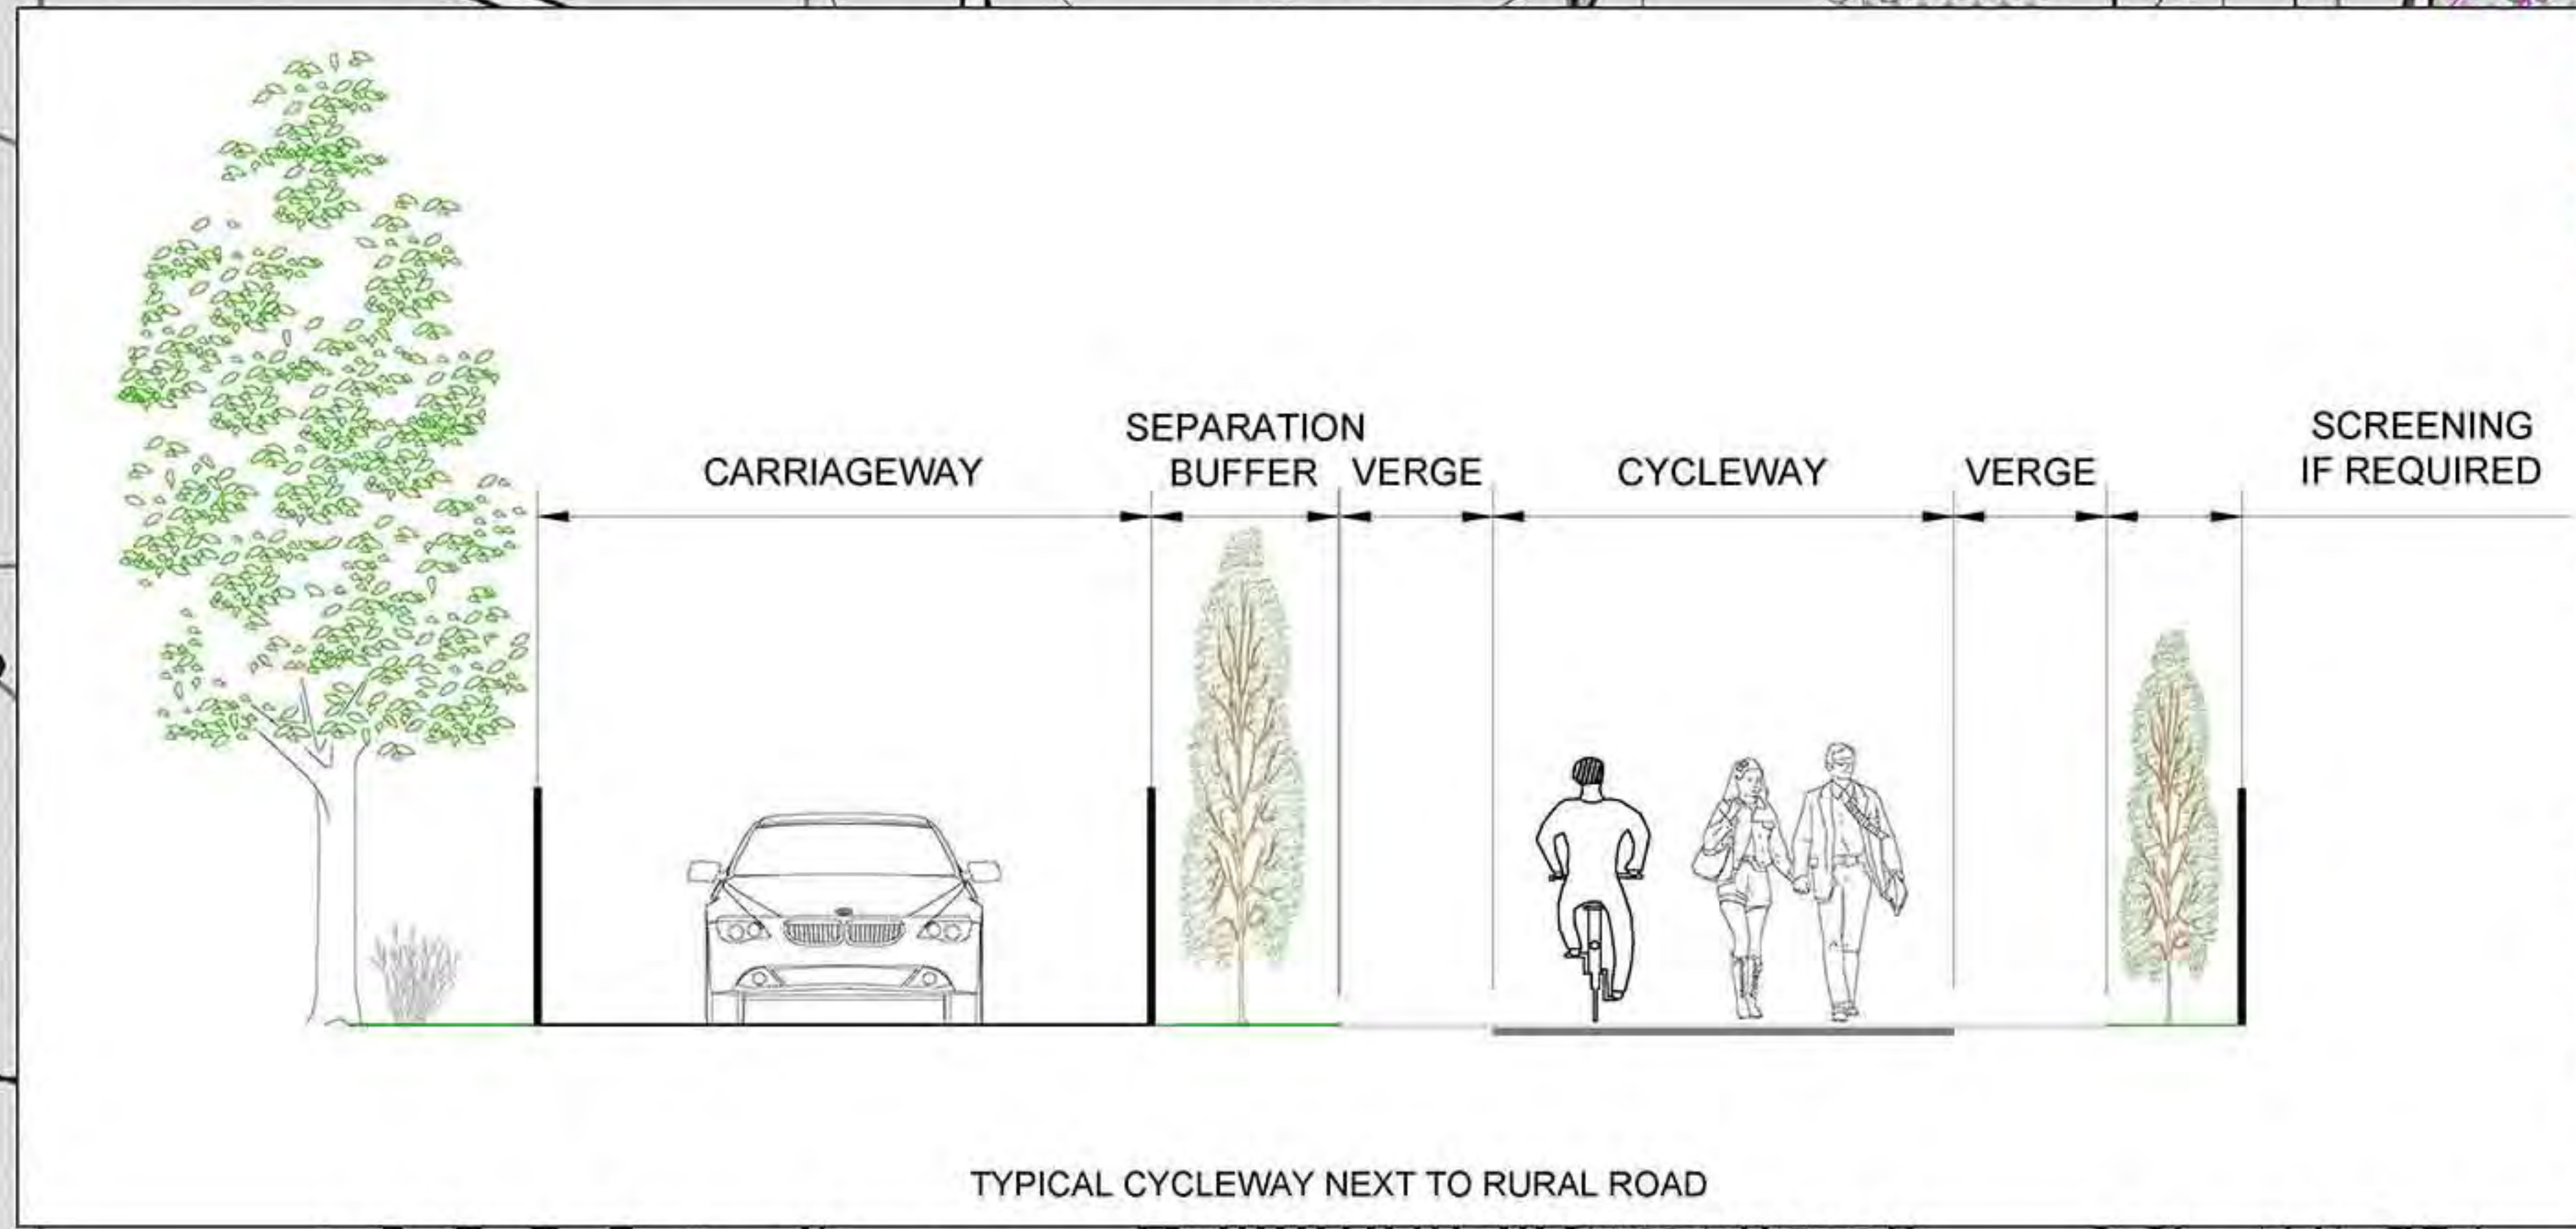 SEPARATION
BUFFER
CARRIAGEWAY
VERGE
CYCLEWAY
VERGE
SCREENING
IF REQUIRED
TYPICAL CYCLEWAY NEXT TO RURAL ROAD